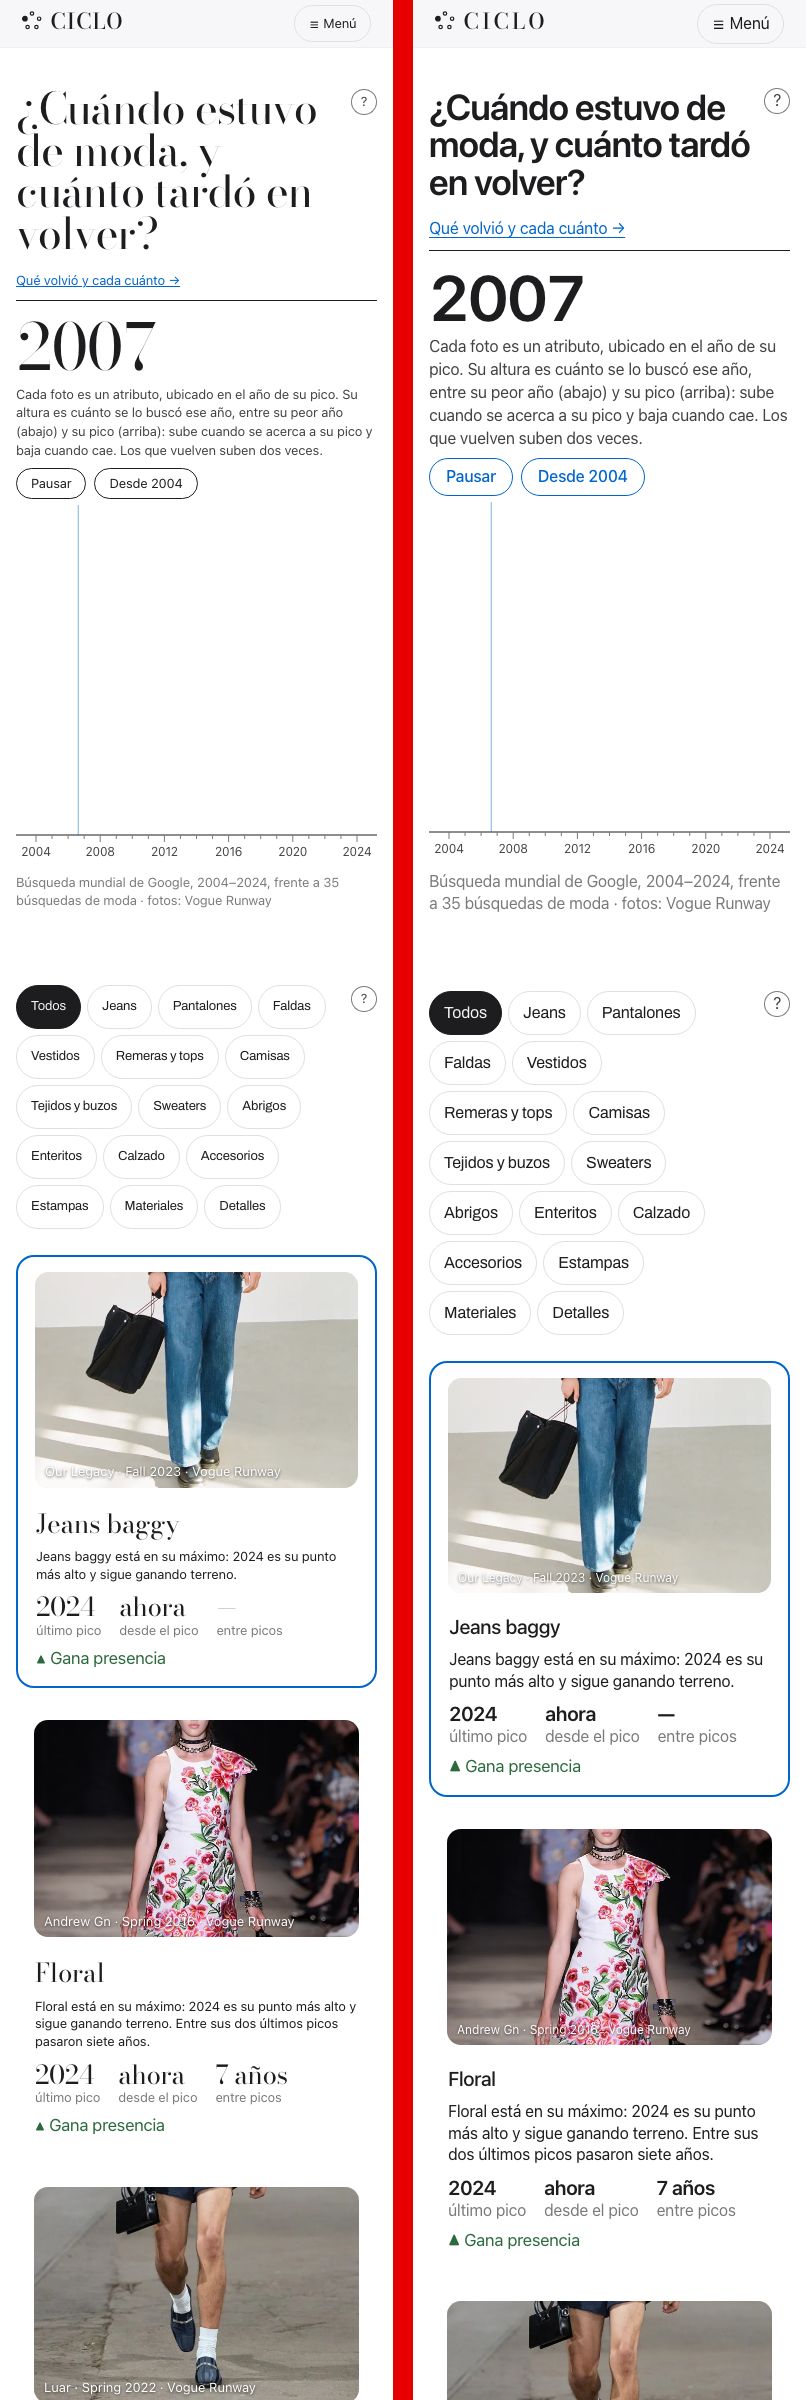 CICLO
≡ Menú
¿Cuándo estuvo
de moda, y
cuánto tardó en
volver?
?
Qué volvió y cada cuánto →
2007
Cada foto es un atributo, ubicado en el año de su pico. Su
altura es cuánto se lo buscó ese año, entre su peor año
(abajo) y su pico (arriba): sube cuando se acerca a su pico y
baja cuando cae. Los que vuelven suben dos veces.
Pausar
Desde 2004
2004 2008 2012 2016 2020 2024
Búsqueda mundial de Google, 2004–2024, frente a 35
búsquedas de moda · fotos: Vogue Runway
Todos Jeans Pantalones Faldas
?
Vestidos Remeras y tops Camisas
Tejidos y buzos Sweaters Abrigos
Enteritos Calzado Accesorios
Estampas Materiales Detalles
Our Legacy · Fall 2023 · Vogue Runway
Jeans baggy
Jeans baggy está en su máximo: 2024 es su punto
más alto y sigue ganando terreno.
2024 ahora —
último pico desde el pico entre picos
▲ Gana presencia
Andrew Gn · Spring 2016 · Vogue Runway
Floral
Floral está en su máximo: 2024 es su punto más alto y
sigue ganando terreno. Entre sus dos últimos picos
pasaron siete años.
2024 ahora 7 años
último pico desde el pico entre picos
▲ Gana presencia
Luar · Spring 2022 · Vogue Runway
CICLO
≡ Menú
¿Cuándo estuvo de
moda, y cuánto tardó
en volver?
?
Qué volvió y cada cuánto →
2007
Cada foto es un atributo, ubicado en el año de su
pico. Su altura es cuánto se lo buscó ese año,
entre su peor año (abajo) y su pico (arriba): sube
cuando se acerca a su pico y baja cuando cae. Los
que vuelven suben dos veces.
Pausar
Desde 2004
2004 2008 2012 2016 2020 2024
Búsqueda mundial de Google, 2004–2024, frente
a 35 búsquedas de moda · fotos: Vogue Runway
Todos Jeans Pantalones
?
Faldas Vestidos
Remeras y tops Camisas
Tejidos y buzos Sweaters
Abrigos Enteritos Calzado
Accesorios Estampas
Materiales Detalles
Our Legacy · Fall 2023 · Vogue Runway
Jeans baggy
Jeans baggy está en su máximo: 2024 es su
punto más alto y sigue ganando terreno.
2024 ahora —
último pico desde el pico entre picos
▲ Gana presencia
Andrew Gn · Spring 2016 · Vogue Runway
Floral
Floral está en su máximo: 2024 es su punto
más alto y sigue ganando terreno. Entre sus
dos últimos picos pasaron siete años.
2024 ahora 7 años
último pico desde el pico entre picos
▲ Gana presencia